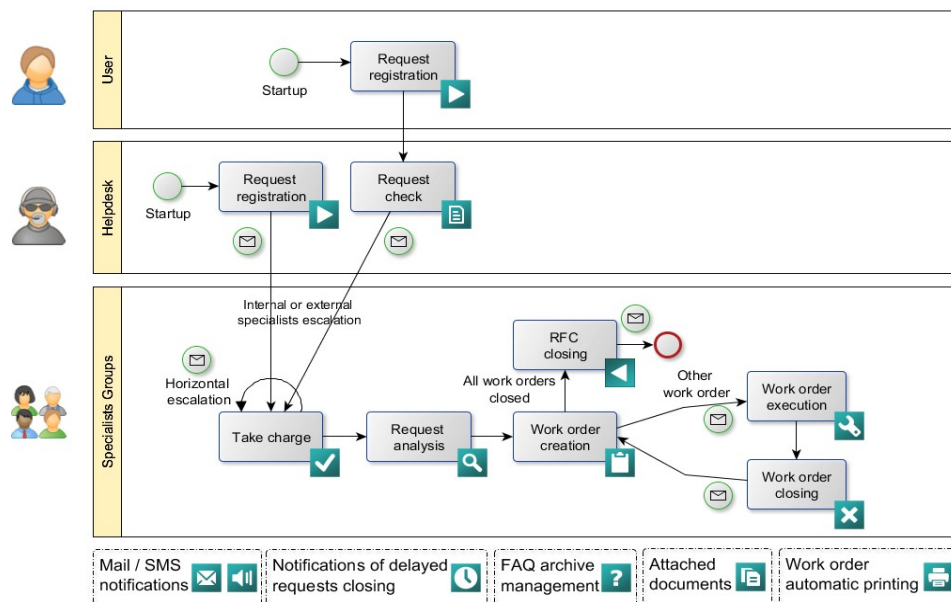 User
Startup
Request
registration
Helpdesk
Startup
Request
registration
Request
check
Specialists Groups
Internal or external
specialists escalation
Horizontal
escalation
Take charge
Request
analysis
Work order
creation
All work orders
closed
RFC
closing
Other
work order
Work order
execution
Work order
closing
Mail / SMS
notifications
Notifications of delayed
requests closing
FAQ archive
management
?
Attached
documents
Work order
automatic printing